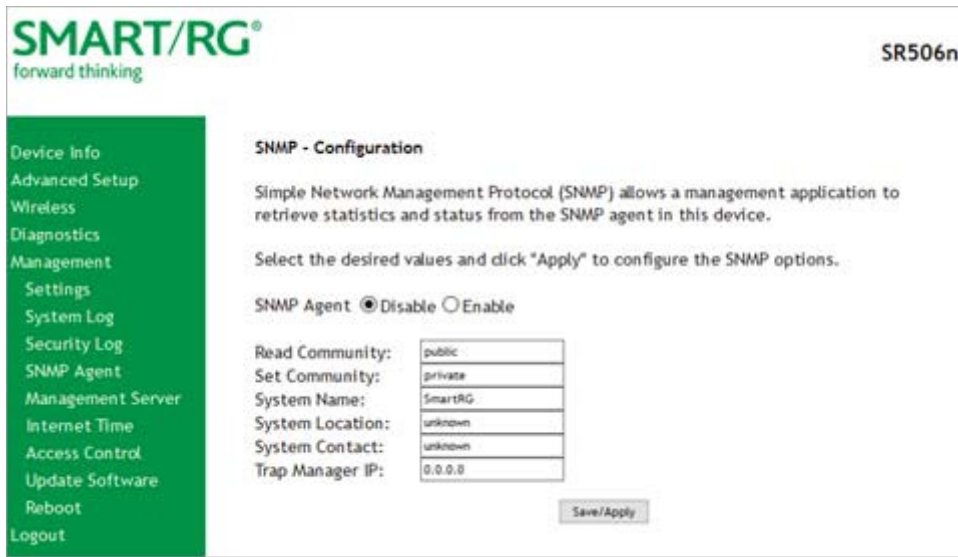 SMART/RG®
forward thinking
SR506n
Device Info
Advanced Setup
Wireless
Diagnostics
Management
Settings
System Log
Security Log
SNMP Agent
Management Server
Internet Time
Access Control
Update Software
Reboot
Logout
SNMP - Configuration
Simple Network Management Protocol (SNMP) allows a management application to
retrieve statistics and status from the SNMP agent in this device.
Select the desired values and click "Apply" to configure the SNMP options.
SNMP Agent Disable Enable
Read Community: public
Set Community: private
System Name: SmartRG
System Location: unknown
System Contact: unknown
Trap Manager IP: 0.0.0.0
Save/Apply